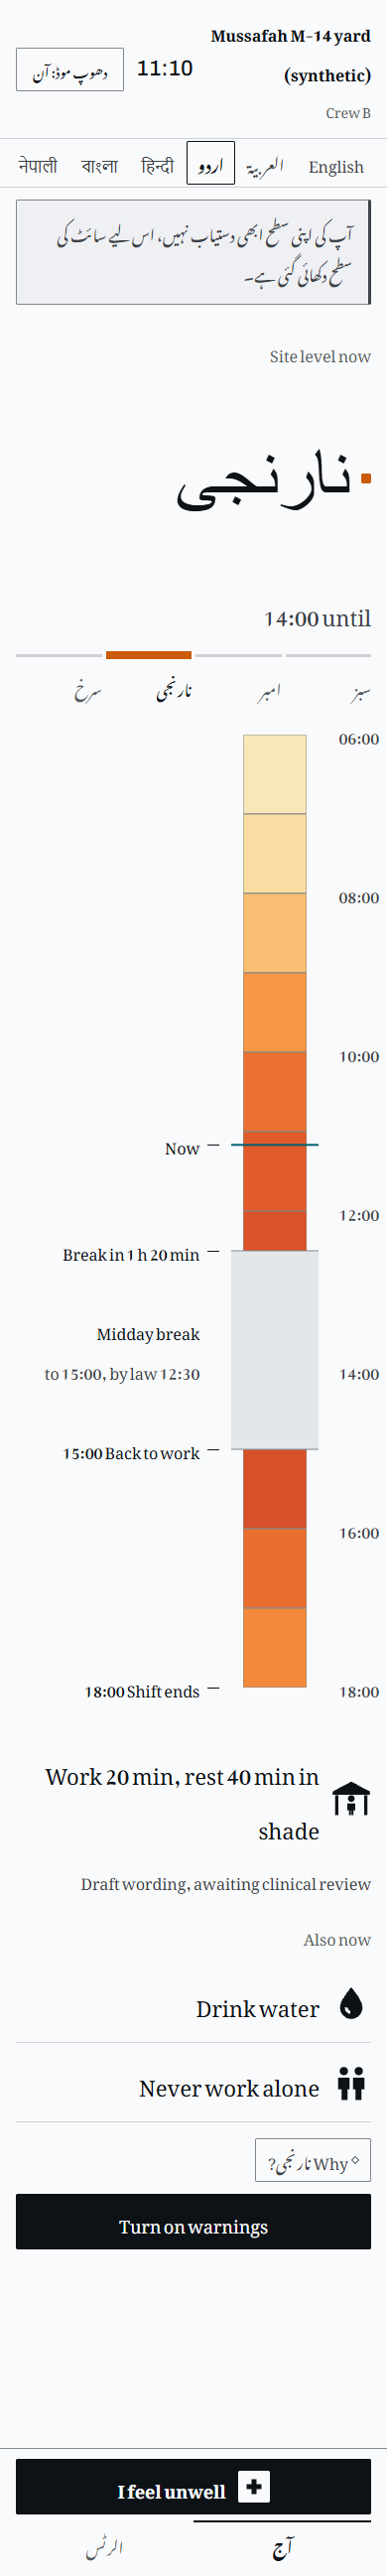 Mussafah M-14 yard
(synthetic)
Crew B
11:10
دھوپ موڈ: آن
English
العربية
اردو
हिन्दी
বাংলা
नेपाली
آپ کی اپنی سطح ابھی دستیاب نہیں، اس لیے سائٹ کی
سطح دکھائی گئی ہے۔
Site level now
نارنجی
14:00 until
سبز
امبر
نارنجی
سرخ
06:00
08:00
10:00
Now
12:00
Break in 1 h 20 min
Midday break
to 15:00, by law 12:30
14:00
15:00 Back to work
16:00
18:00 Shift ends
18:00
Work 20 min, rest 40 min in
shade
Draft wording, awaiting clinical review
Also now
Drink water
Never work alone
Why نارنجی?
Turn on warnings
I feel unwell
آج
الرٹس